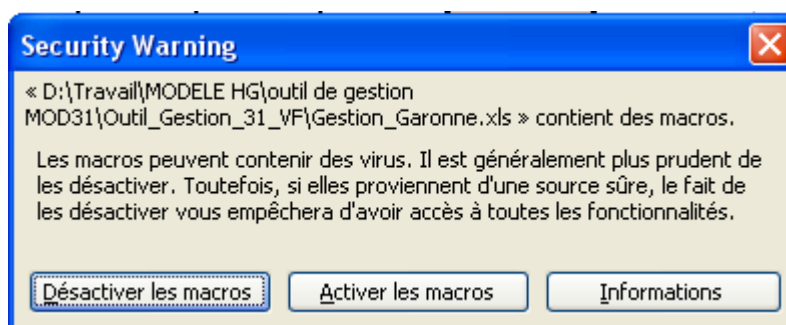 Security Warning
« D:\Travail\MODELE HG\outil de gestion
MOD31\Outil_Gestion_31_VF\Gestion_Garonne.xls » contient des macros.
Les macros peuvent contenir des virus. Il est généralement plus prudent de
les désactiver. Toutefois, si elles proviennent d'une source sûre, le fait de
les désactiver vous empêchera d'avoir accès à toutes les fonctionnalités.
Désactiver les macros
Activer les macros
Informations